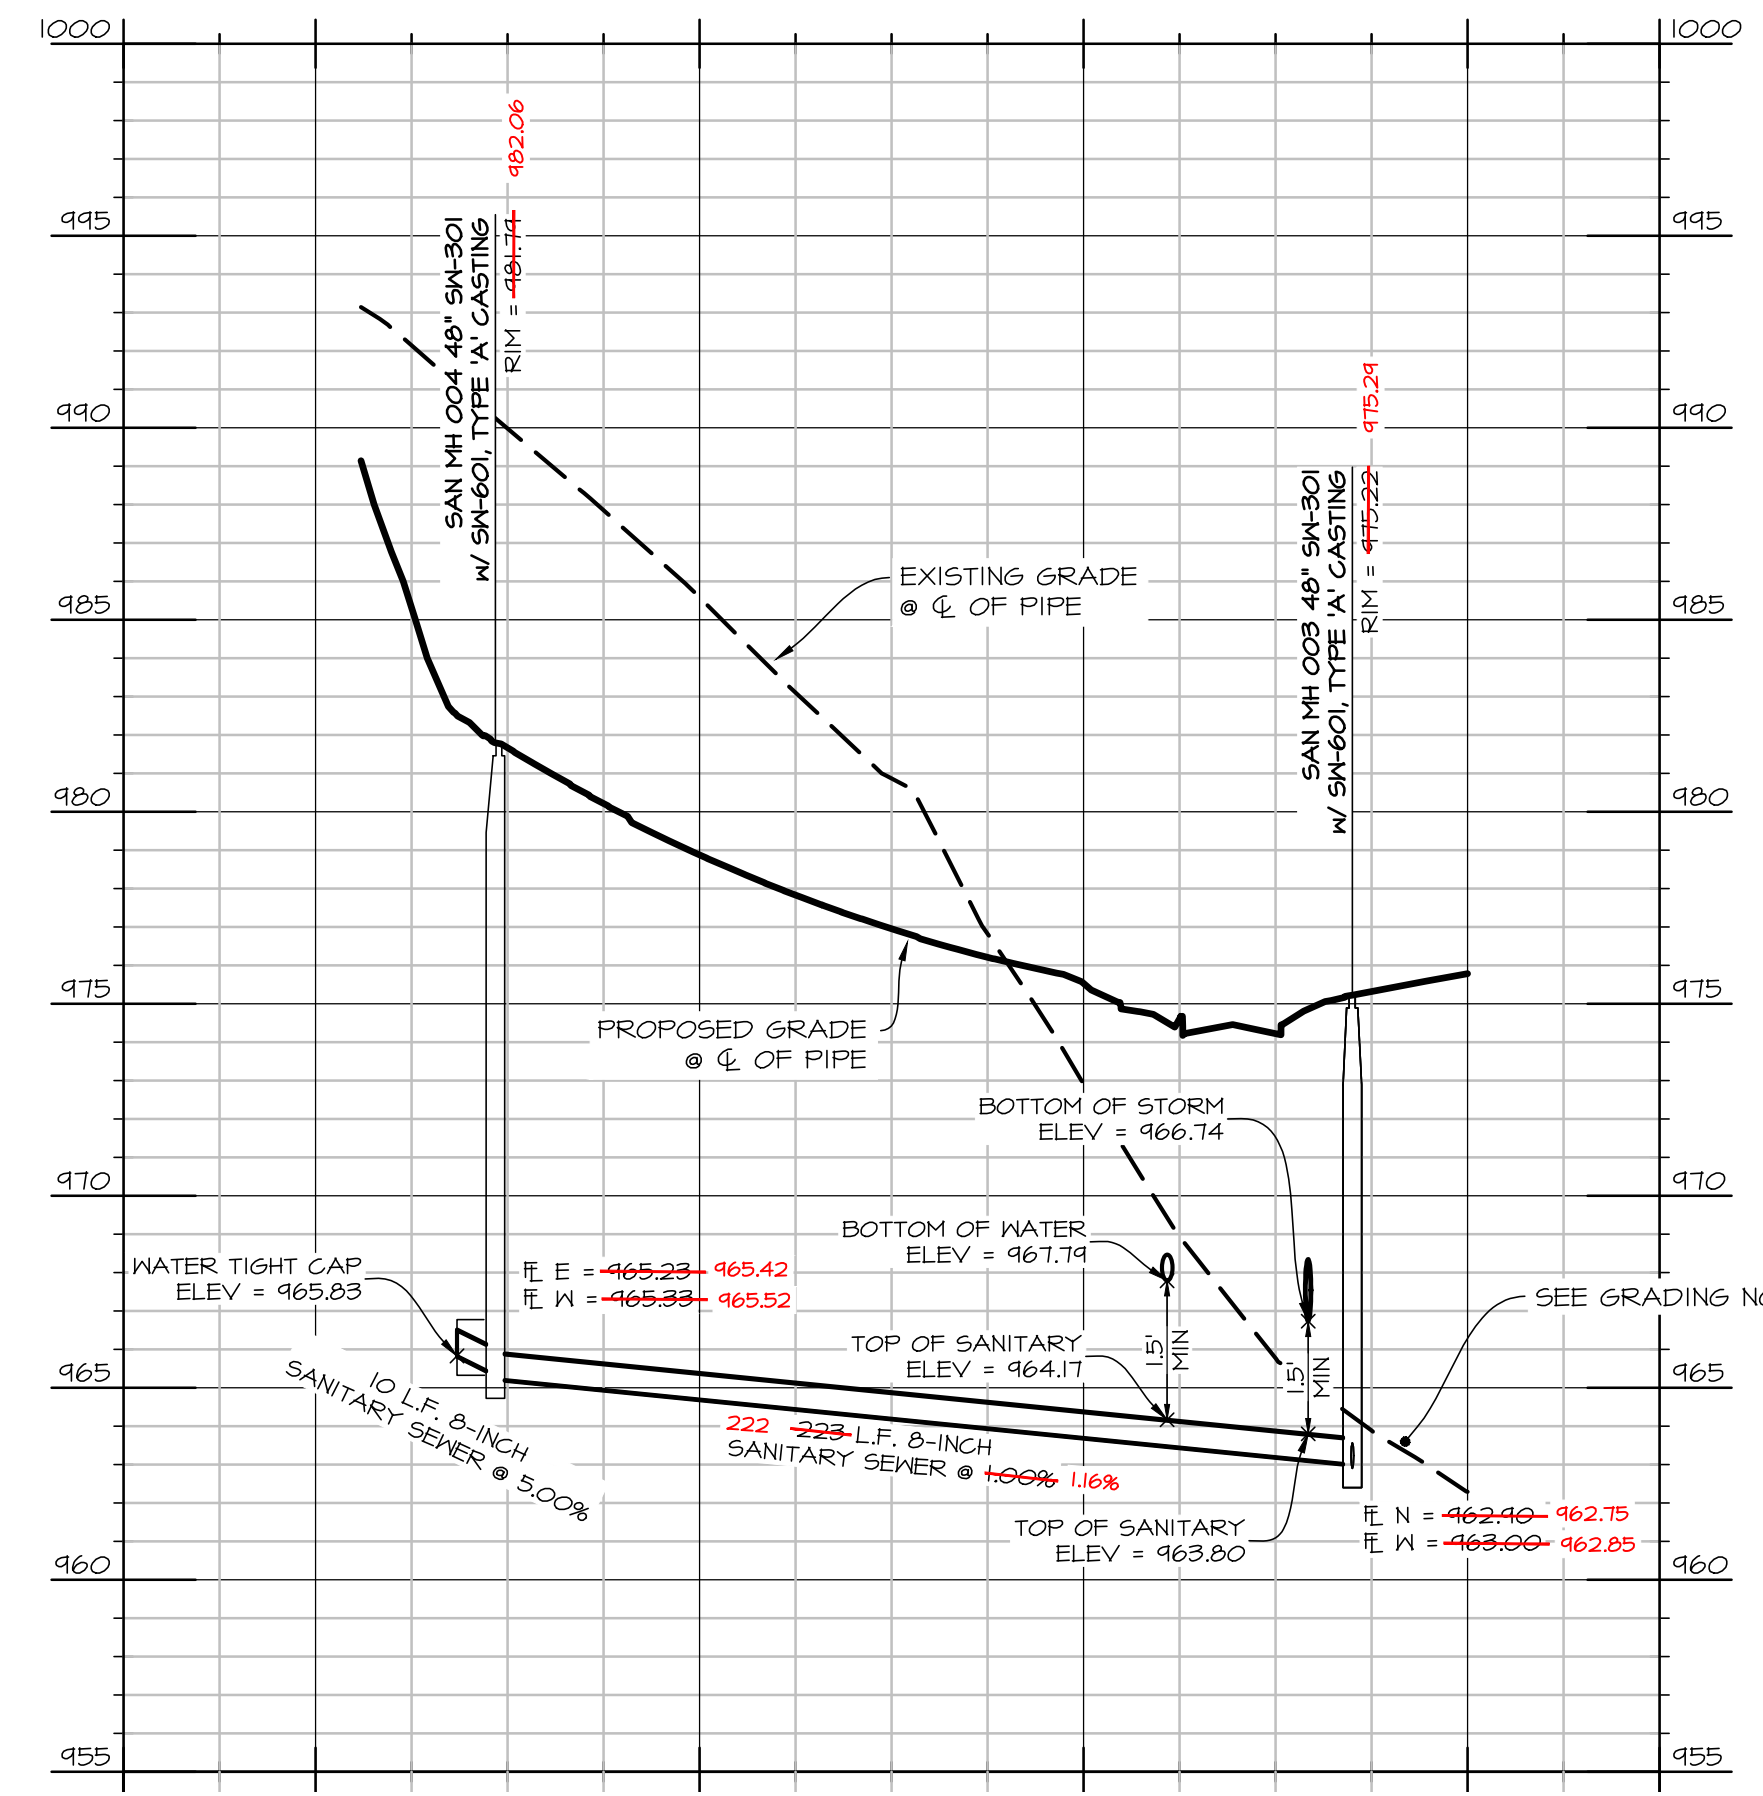 1000
1000
982.06
995
995
SAN MH 004 48" SW-301
W/ SW-601, TYPE 'A' CASTING
RIM = 981.79
975.29
990
990
SAN MH 003 48" SW-301
W/ SW-601, TYPE 'A' CASTING
RIM = 975.22
EXISTING GRADE
@ ℄ OF PIPE
985
985
980
980
975
975
PROPOSED GRADE
@ ℄ OF PIPE
BOTTOM OF STORM
ELEV = 966.74
970
970
BOTTOM OF WATER
ELEV = 967.79
WATER TIGHT CAP
ELEV = 965.83
FL E = 965.23 965.42
FL W = 965.33 965.52
SEE GRADING NO
TOP OF SANITARY
ELEV = 964.17
1.5'
MIN
1.5'
MIN
965
965
10 L.F. 8-INCH
SANITARY SEWER @ 5.00%
222 223 L.F. 8-INCH
SANITARY SEWER @ 1.00% 1.16%
TOP OF SANITARY
ELEV = 963.80
FL N = 962.90 962.75
FL W = 963.00 962.85
960
960
955
955